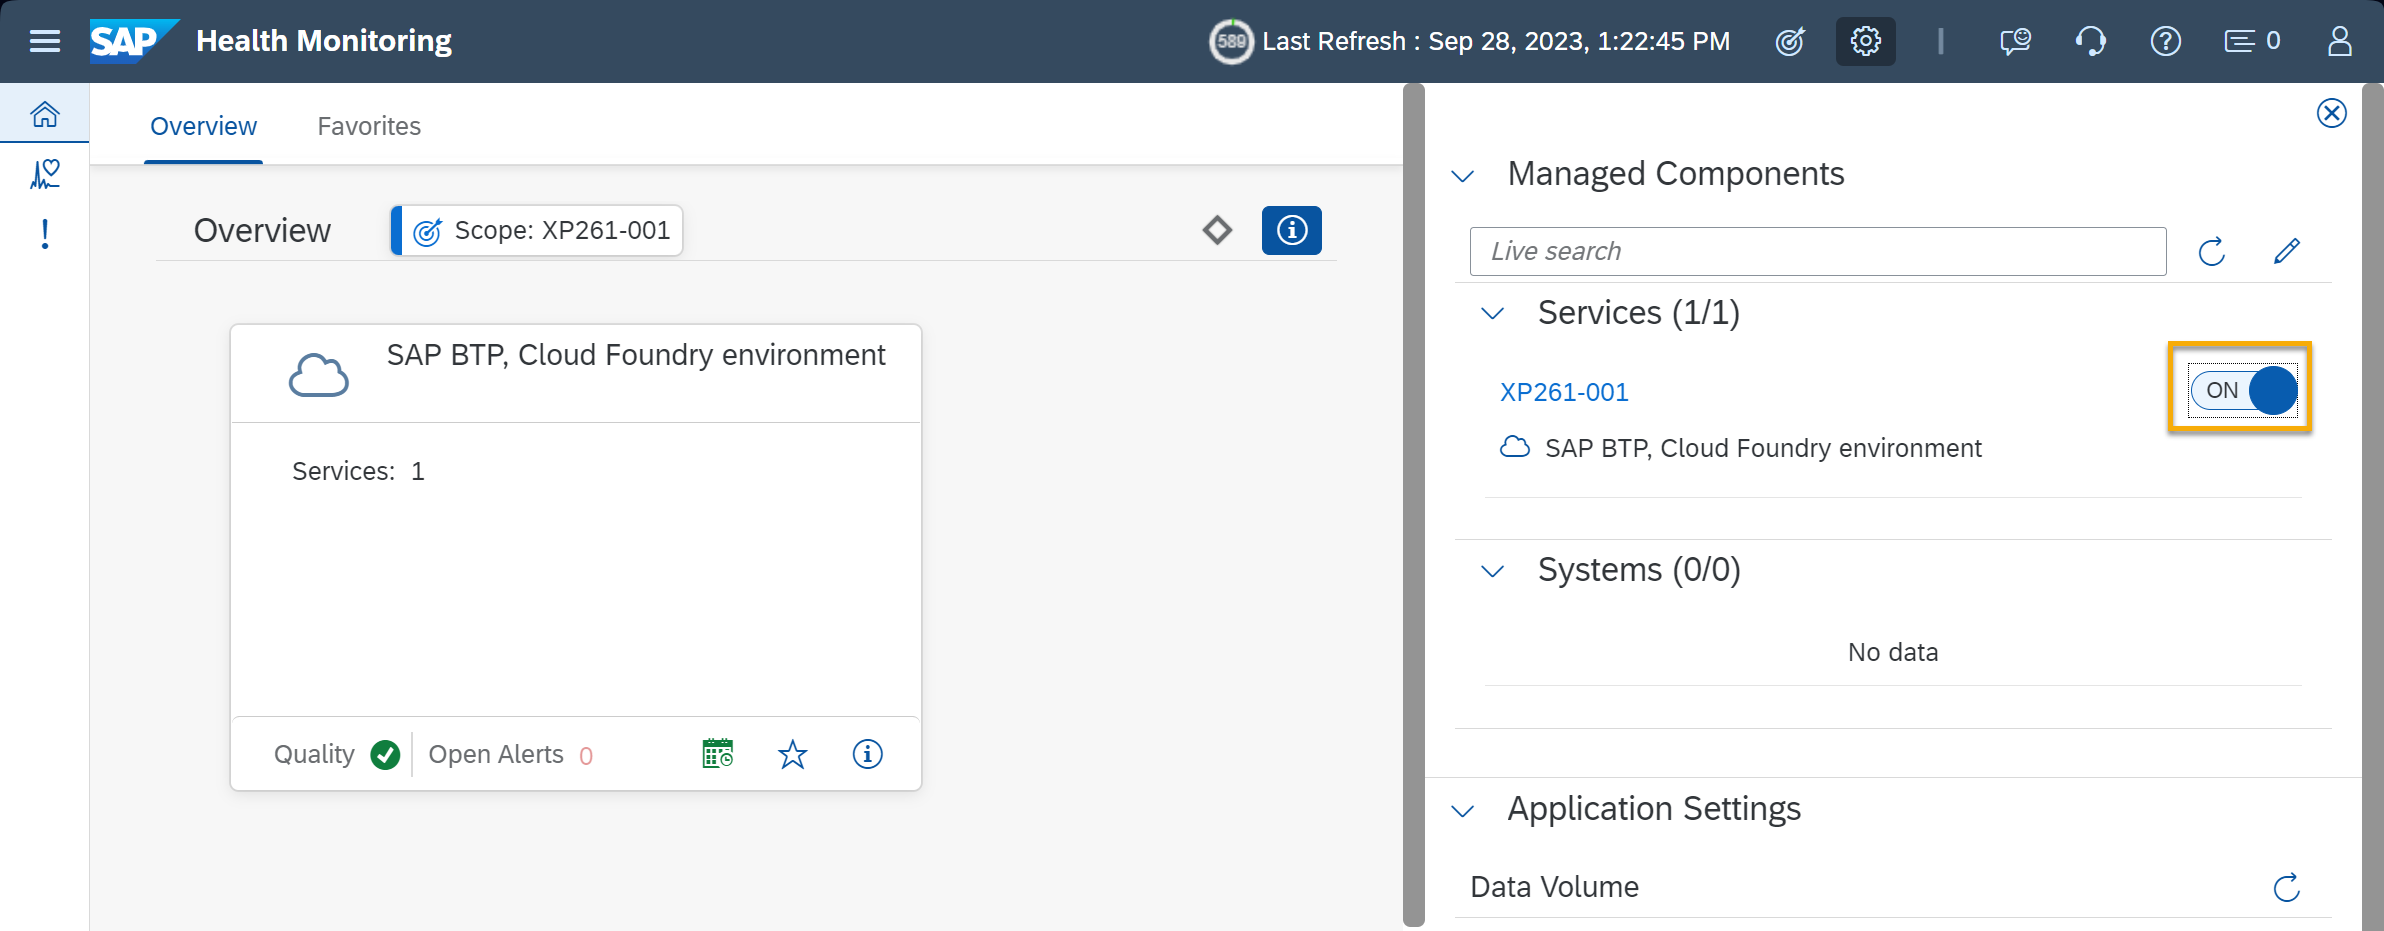 SAP Health Monitoring
589 Last Refresh : Sep 28, 2023, 1:22:45 PM
0
Overview Favorites
Overview
Scope: XP261-001
SAP BTP, Cloud Foundry environment
Services: 1
Quality
Open Alerts 0
Managed Components
Live search
Services (1/1)
XP261-001
ON
SAP BTP, Cloud Foundry environment
Systems (0/0)
No data
Application Settings
Data Volume